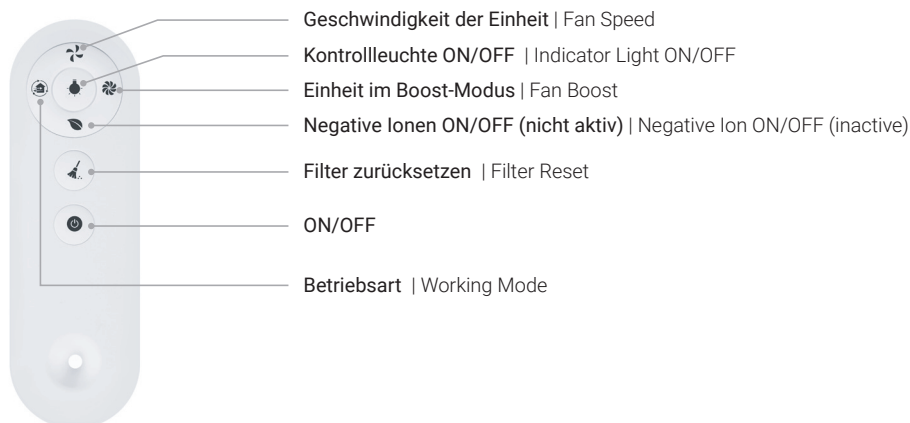 Geschwindigkeit der Einheit | Fan Speed
Kontrollleuchte ON/OFF | Indicator Light ON/OFF
Einheit im Boost-Modus | Fan Boost
Negative Ionen ON/OFF (nicht aktiv) | Negative Ion ON/OFF (inactive)
Filter zurücksetzen | Filter Reset
ON/OFF
Betriebsart | Working Mode